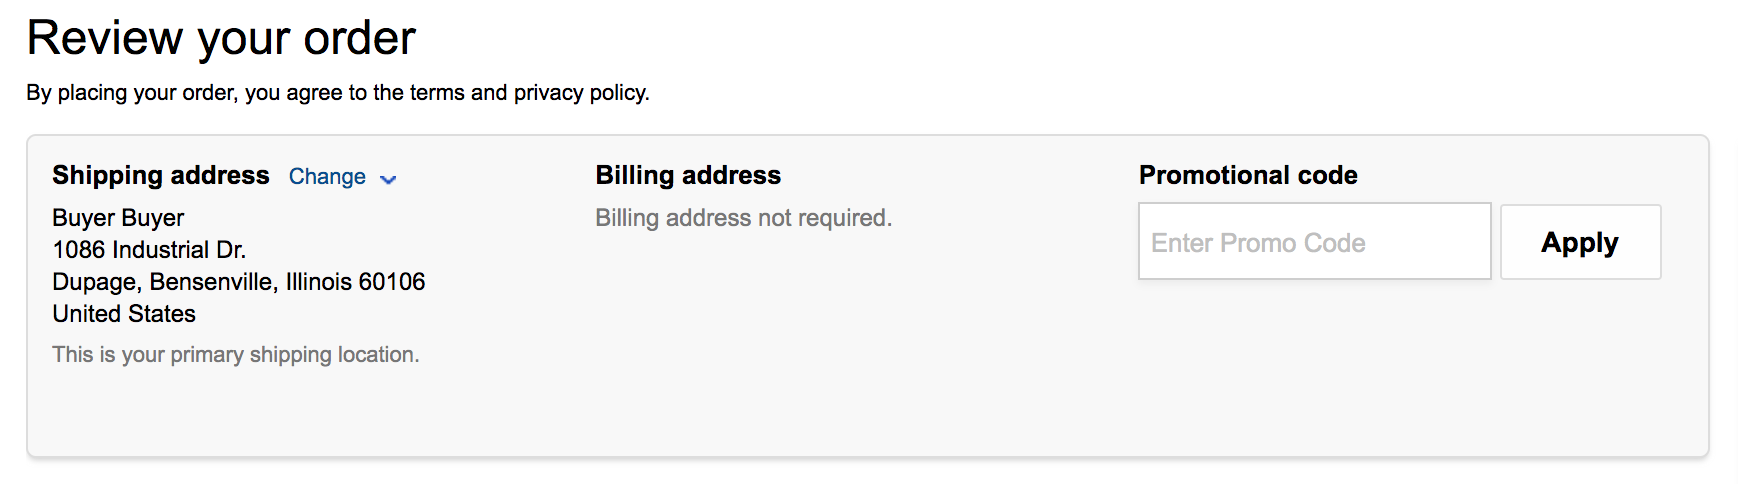 Review your order
By placing your order, you agree to the terms and privacy policy.
Shipping address Change
Buyer Buyer
1086 Industrial Dr.
Dupage, Bensenville, Illinois 60106
United States
This is your primary shipping location.
Billing address
Billing address not required.
Promotional code
Enter Promo Code
Apply